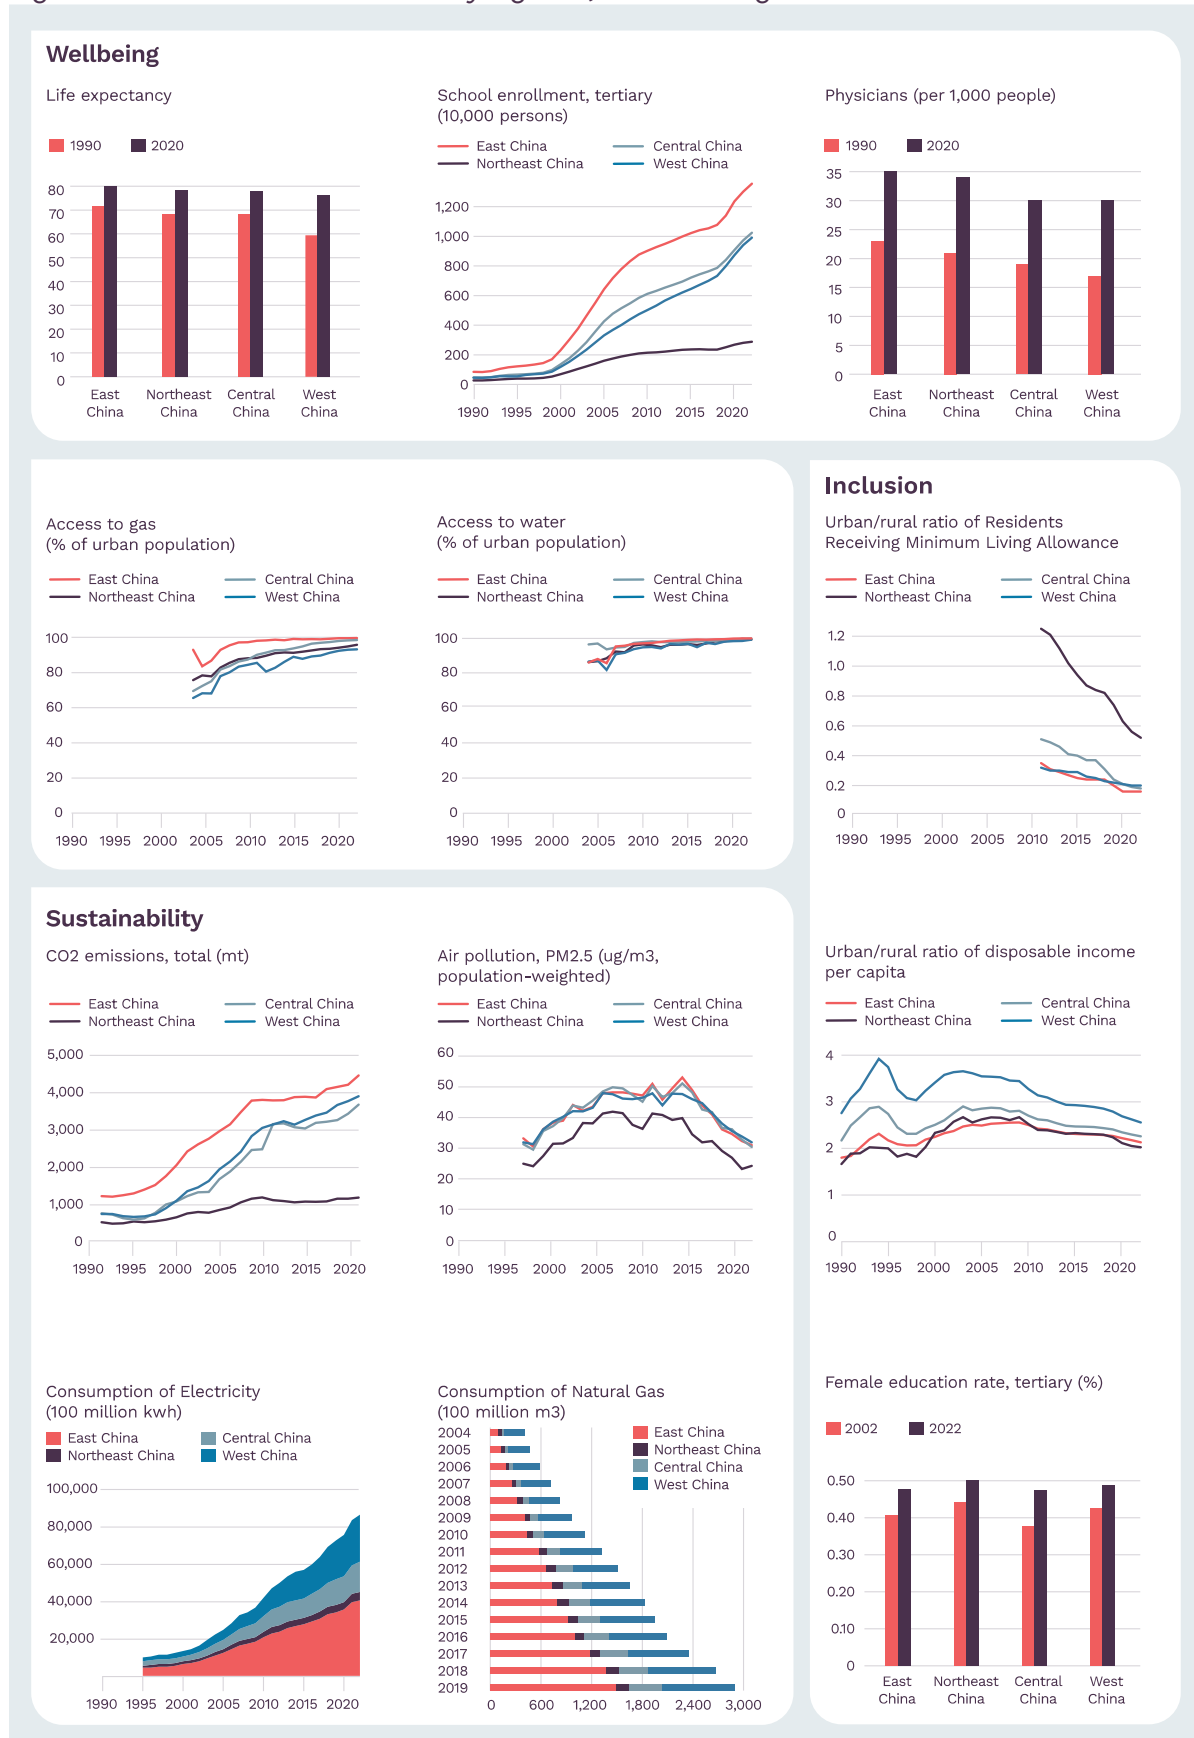 Wellbeing
Life expectancy
1990 2020
80
70
60
50
40
30
20
10
0
East China
Northeast China
Central China
West China
School enrollment, tertiary
(10,000 persons)
East China Central China
Northeast China West China
1,200
1,000
800
600
400
200
0
1990 1995 2000 2005 2010 2015 2020
Physicians (per 1,000 people)
1990 2020
35
30
25
20
15
10
5
0
East China
Northeast China
Central China
West China
Access to gas
(% of urban population)
East China Central China
Northeast China West China
100
80
60
40
20
0
1990 1995 2000 2005 2010 2015 2020
Access to water
(% of urban population)
East China Central China
Northeast China West China
100
80
60
40
20
0
1990 1995 2000 2005 2010 2015 2020
Inclusion
Urban/rural ratio of Residents
Receiving Minimum Living Allowance
East China Central China
Northeast China West China
1.2
1.0
0.8
0.6
0.4
0.2
0
1990 1995 2000 2005 2010 2015 2020
Sustainability
CO2 emissions, total (mt)
East China Central China
Northeast China West China
5,000
4,000
3,000
2,000
1,000
0
1990 1995 2000 2005 2010 2015 2020
Air pollution, PM2.5 (ug/m3,
population-weighted)
East China Central China
Northeast China West China
60
50
40
30
20
10
0
1990 1995 2000 2005 2010 2015 2020
Urban/rural ratio of disposable income
per capita
East China Central China
Northeast China West China
4
3
2
1
0
1990 1995 2000 2005 2010 2015 2020
Consumption of Electricity
(100 million kwh)
East China Central China
Northeast China West China
100,000
80,000
60,000
40,000
20,000
1990 1995 2000 2005 2010 2015 2020
Consumption of Natural Gas
(100 million m3)
East China
Northeast China
Central China
West China
2004
2005
2006
2007
2008
2009
2010
2011
2012
2013
2014
2015
2016
2017
2018
2019
0 600 1,200 1,800 2,400 3,000
Female education rate, tertiary (%)
2002 2022
0.50
0.40
0.30
0.20
0.10
0
East China
Northeast China
Central China
West China